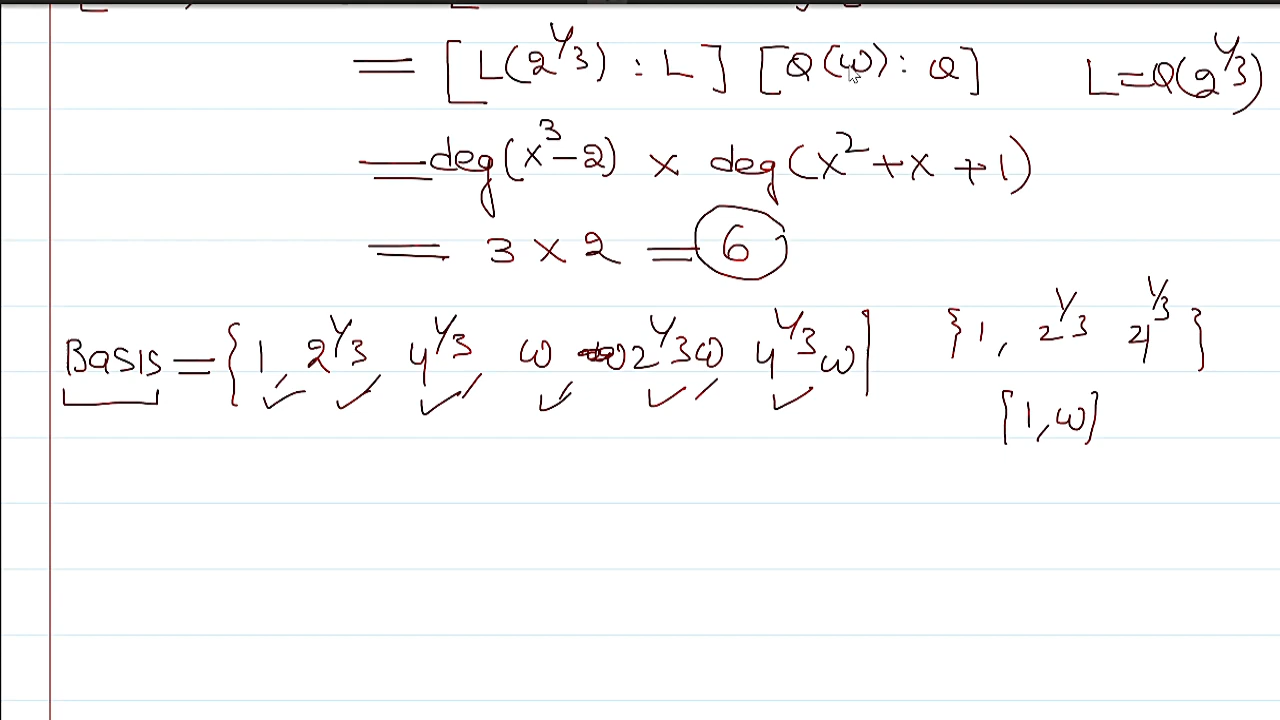 = [L(2^{1/3}) : L] [Q(ω) : Q] L=Q(2^{1/3})
= deg(x^3-2) × deg(x^2+x+1)
= 3 × 2 = 6
Basis = {1, 2^{1/3} 4^{1/3} ω 2^{1/3}ω 4^{1/3}ω} {1, 2^{1/3} 4^{1/3}}
{1, ω}